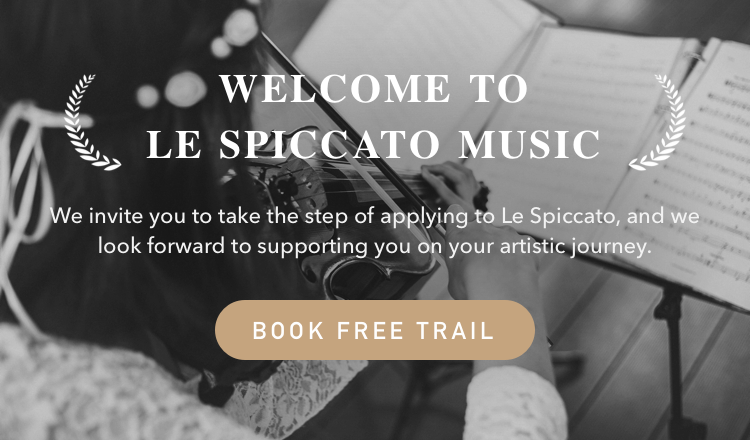 WELCOME TO
LE SPICCATO MUSIC
We invite you to take the step of applying to Le Spiccato, and we
look forward to supporting you on your artistic journey.
BOOK FREE TRAIL